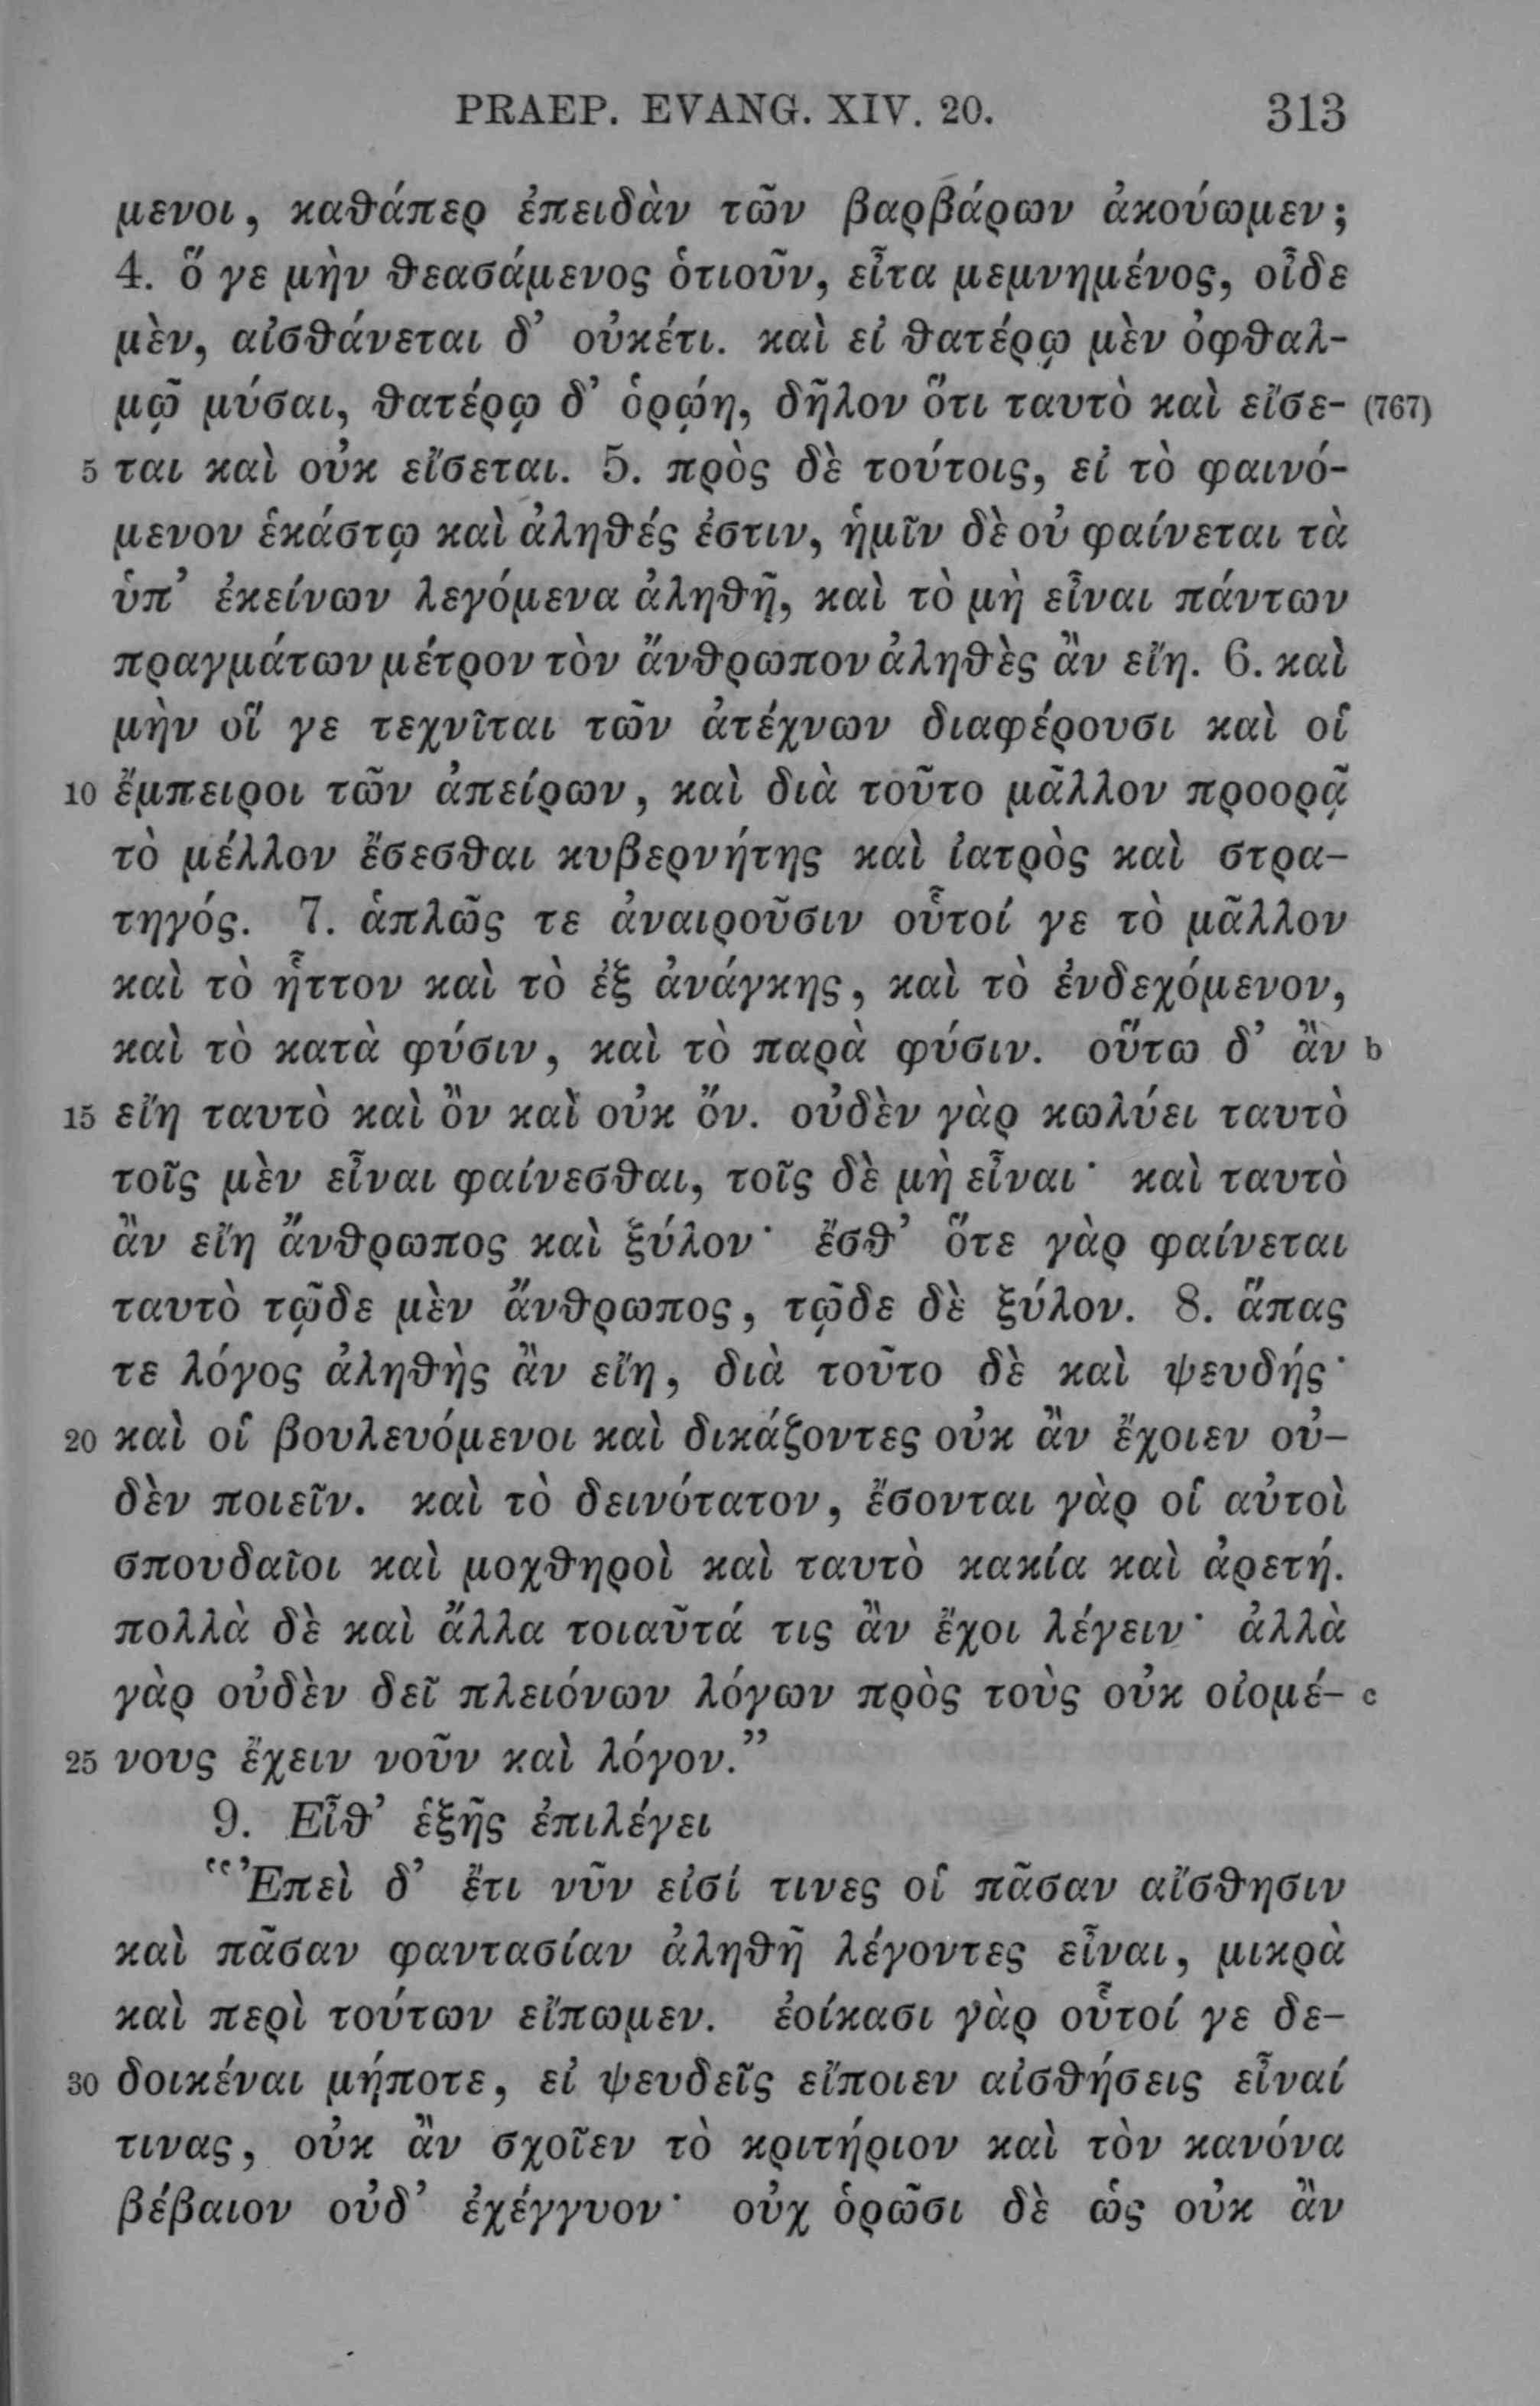 PRAEP. EVANG. XIV. 20. 313
μενοι, καθάπερ ἐπειδὰν τῶν βαρβάρων ἀκούωμεν;
4. ὅ γε μὴν θεασάμενος ὁτιοῦν, εἶτα μεμνημένος, οἶδε
μὲν, αἰσθάνεται δ’ οὐκέτι. καὶ εἰ θατέρῳ μὲν ὀφθαλ-
μῷ μύσαι, θατέρῳ δ’ ὁρῴη, δῆλον ὅτι ταυτὸ καὶ εἴσε- (767)
5 ται καὶ οὐκ εἴσεται. 5. πρὸς δὲ τούτοις, εἰ τὸ φαινό-
μενον ἑκάστῳ καὶ ἀληθές ἐστιν, ἡμῖν δὲ οὐ φαίνεται τὰ
ὑπ’ ἐκείνων λεγόμενα ἀληθῆ, καὶ τὸ μὴ εἶναι πάντων
πραγμάτων μέτρον τὸν ἄνθρωπον ἀληθὲς ἂν εἴη. 6. καὶ
μὴν οἵ γε τεχνῖται τῶν ἀτέχνων διαφέρουσι καὶ οἱ
10 ἔμπειροι τῶν ἀπείρων, καὶ διὰ τοῦτο μᾶλλον προορᾷ
τὸ μέλλον ἔσεσθαι κυβερνήτης καὶ ἰατρὸς καὶ στρα-
τηγός. 7. ἁπλῶς τε ἀναιροῦσιν οὗτοί γε τὸ μᾶλλον
καὶ τὸ ἧττον καὶ τὸ ἐξ ἀνάγκης, καὶ τὸ ἐνδεχόμενον,
καὶ τὸ κατὰ φύσιν, καὶ τὸ παρὰ φύσιν. οὕτω δ’ ἂν b
15 εἴη ταυτὸ καὶ ὂν καὶ οὐκ ὄν. οὐδὲν γὰρ κωλύει ταυτὸ
τοῖς μὲν εἶναι φαίνεσθαι, τοῖς δὲ μὴ εἶναι· καὶ ταυτὸ
ἂν εἴη ἄνθρωπος καὶ ξύλον· ἔσθ’ ὅτε γὰρ φαίνεται
ταυτὸ τῷδε μὲν ἄνθρωπος, τῷδε δὲ ξύλον. 8. ἅπας
τε λόγος ἀληθὴς ἂν εἴη, διὰ τοῦτο δὲ καὶ ψευδής·
20 καὶ οἱ βουλευόμενοι καὶ δικάζοντες οὐκ ἂν ἔχοιεν οὐ-
δὲν ποιεῖν. καὶ τὸ δεινότατον, ἔσονται γὰρ οἱ αὐτοὶ
σπουδαῖοι καὶ μοχθηροὶ καὶ ταυτὸ κακία καὶ ἀρετή.
πολλὰ δὲ καὶ ἄλλα τοιαῦτά τις ἂν ἔχοι λέγειν· ἀλλὰ
γὰρ οὐδὲν δεῖ πλειόνων λόγων πρὸς τοὺς οὐκ οἰομέ- c
25 νους ἔχειν νοῦν καὶ λόγον.”
9. Εἶθ’ ἑξῆς ἐπιλέγει
“Ἐπεὶ δ’ ἔτι νῦν εἰσί τινες οἱ πᾶσαν αἴσθησιν
καὶ πᾶσαν φαντασίαν ἀληθῆ λέγοντες εἶναι, μικρὰ
καὶ περὶ τούτων εἴπωμεν. ἐοίκασι γὰρ οὗτοί γε δε-
30 δοικέναι μήποτε, εἰ ψευδεῖς εἴποιεν αἰσθήσεις εἶναί
τινας, οὐκ ἂν σχοῖεν τὸ κριτήριον καὶ τὸν κανόνα
βέβαιον οὐδ’ ἐχέγγυον· οὐχ ὁρῶσι δὲ ὡς οὐκ ἂν